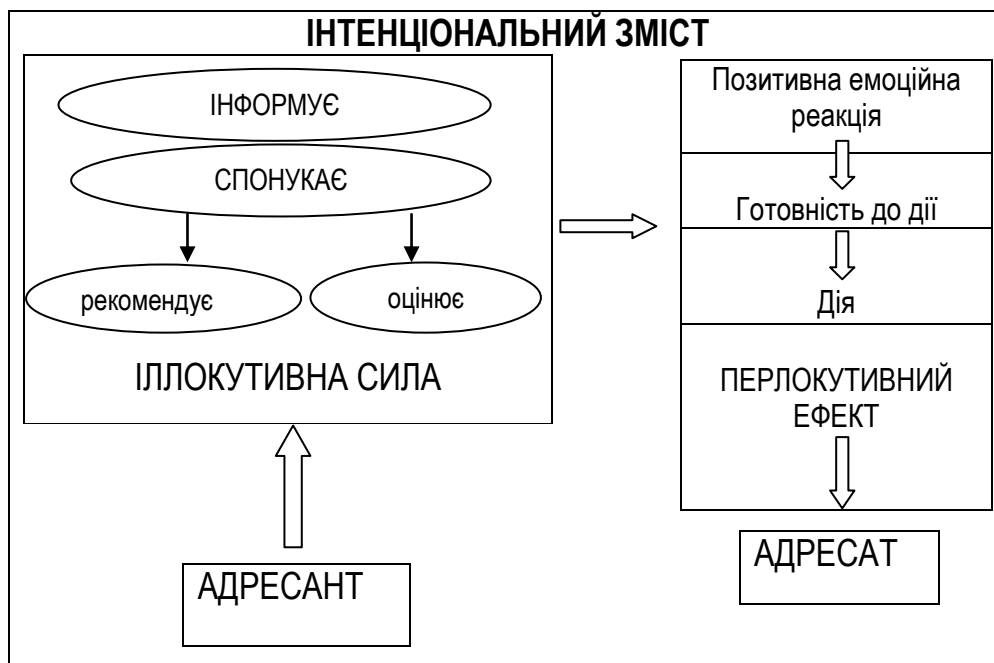 ІНТЕНЦІОНАЛЬНИЙ ЗМІСТ
ІНФОРМУЄ
СПОНУКАЄ
рекомендує
оцінює
ІЛЛОКУТИВНА СИЛА
АДРЕСАНТ
Позитивна емоційна
реакція
Готовність до дії
Дія
ПЕРЛОКУТИВНИЙ
ЕФЕКТ
АДРЕСАТ